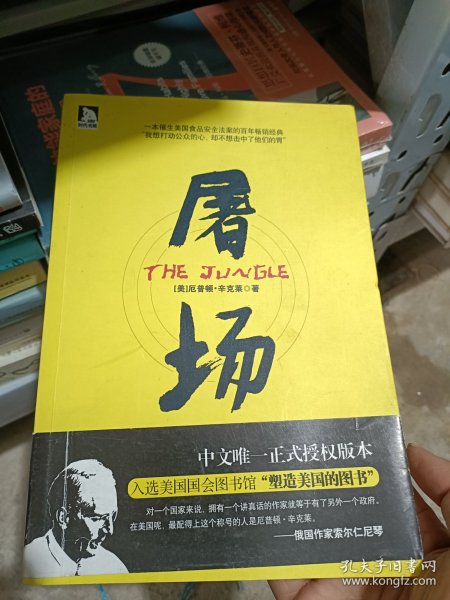 时代书局
一本催生美国食品安全法案的百年畅销经典
“我想打动公众的心，却不想击中了他们的胃”
屠
THE JUNGLE
[美]厄普顿·辛克莱◎著
场
中文唯一正式授权版本
入选美国国会图书馆“塑造美国的图书”
对一个国家来说，拥有一个讲真话的作家就等于有了另外一个政府。
在美国呢，最配得上这个称号的人是厄普顿·辛克莱。
——俄国作家索尔仁尼琴
孔夫子旧书网
kongfz.com